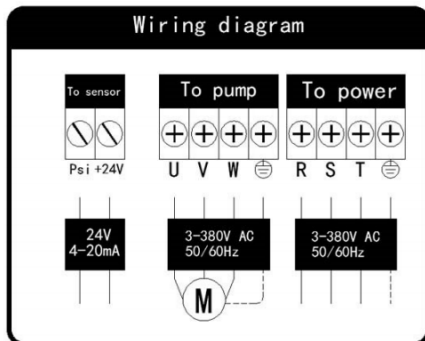 Wiring diagram
To sensor
To pump
To power
Psi +24V
U V W
R S T
24V
4-20mA
3-380V AC
50/60Hz
3-380V AC
50/60Hz
M